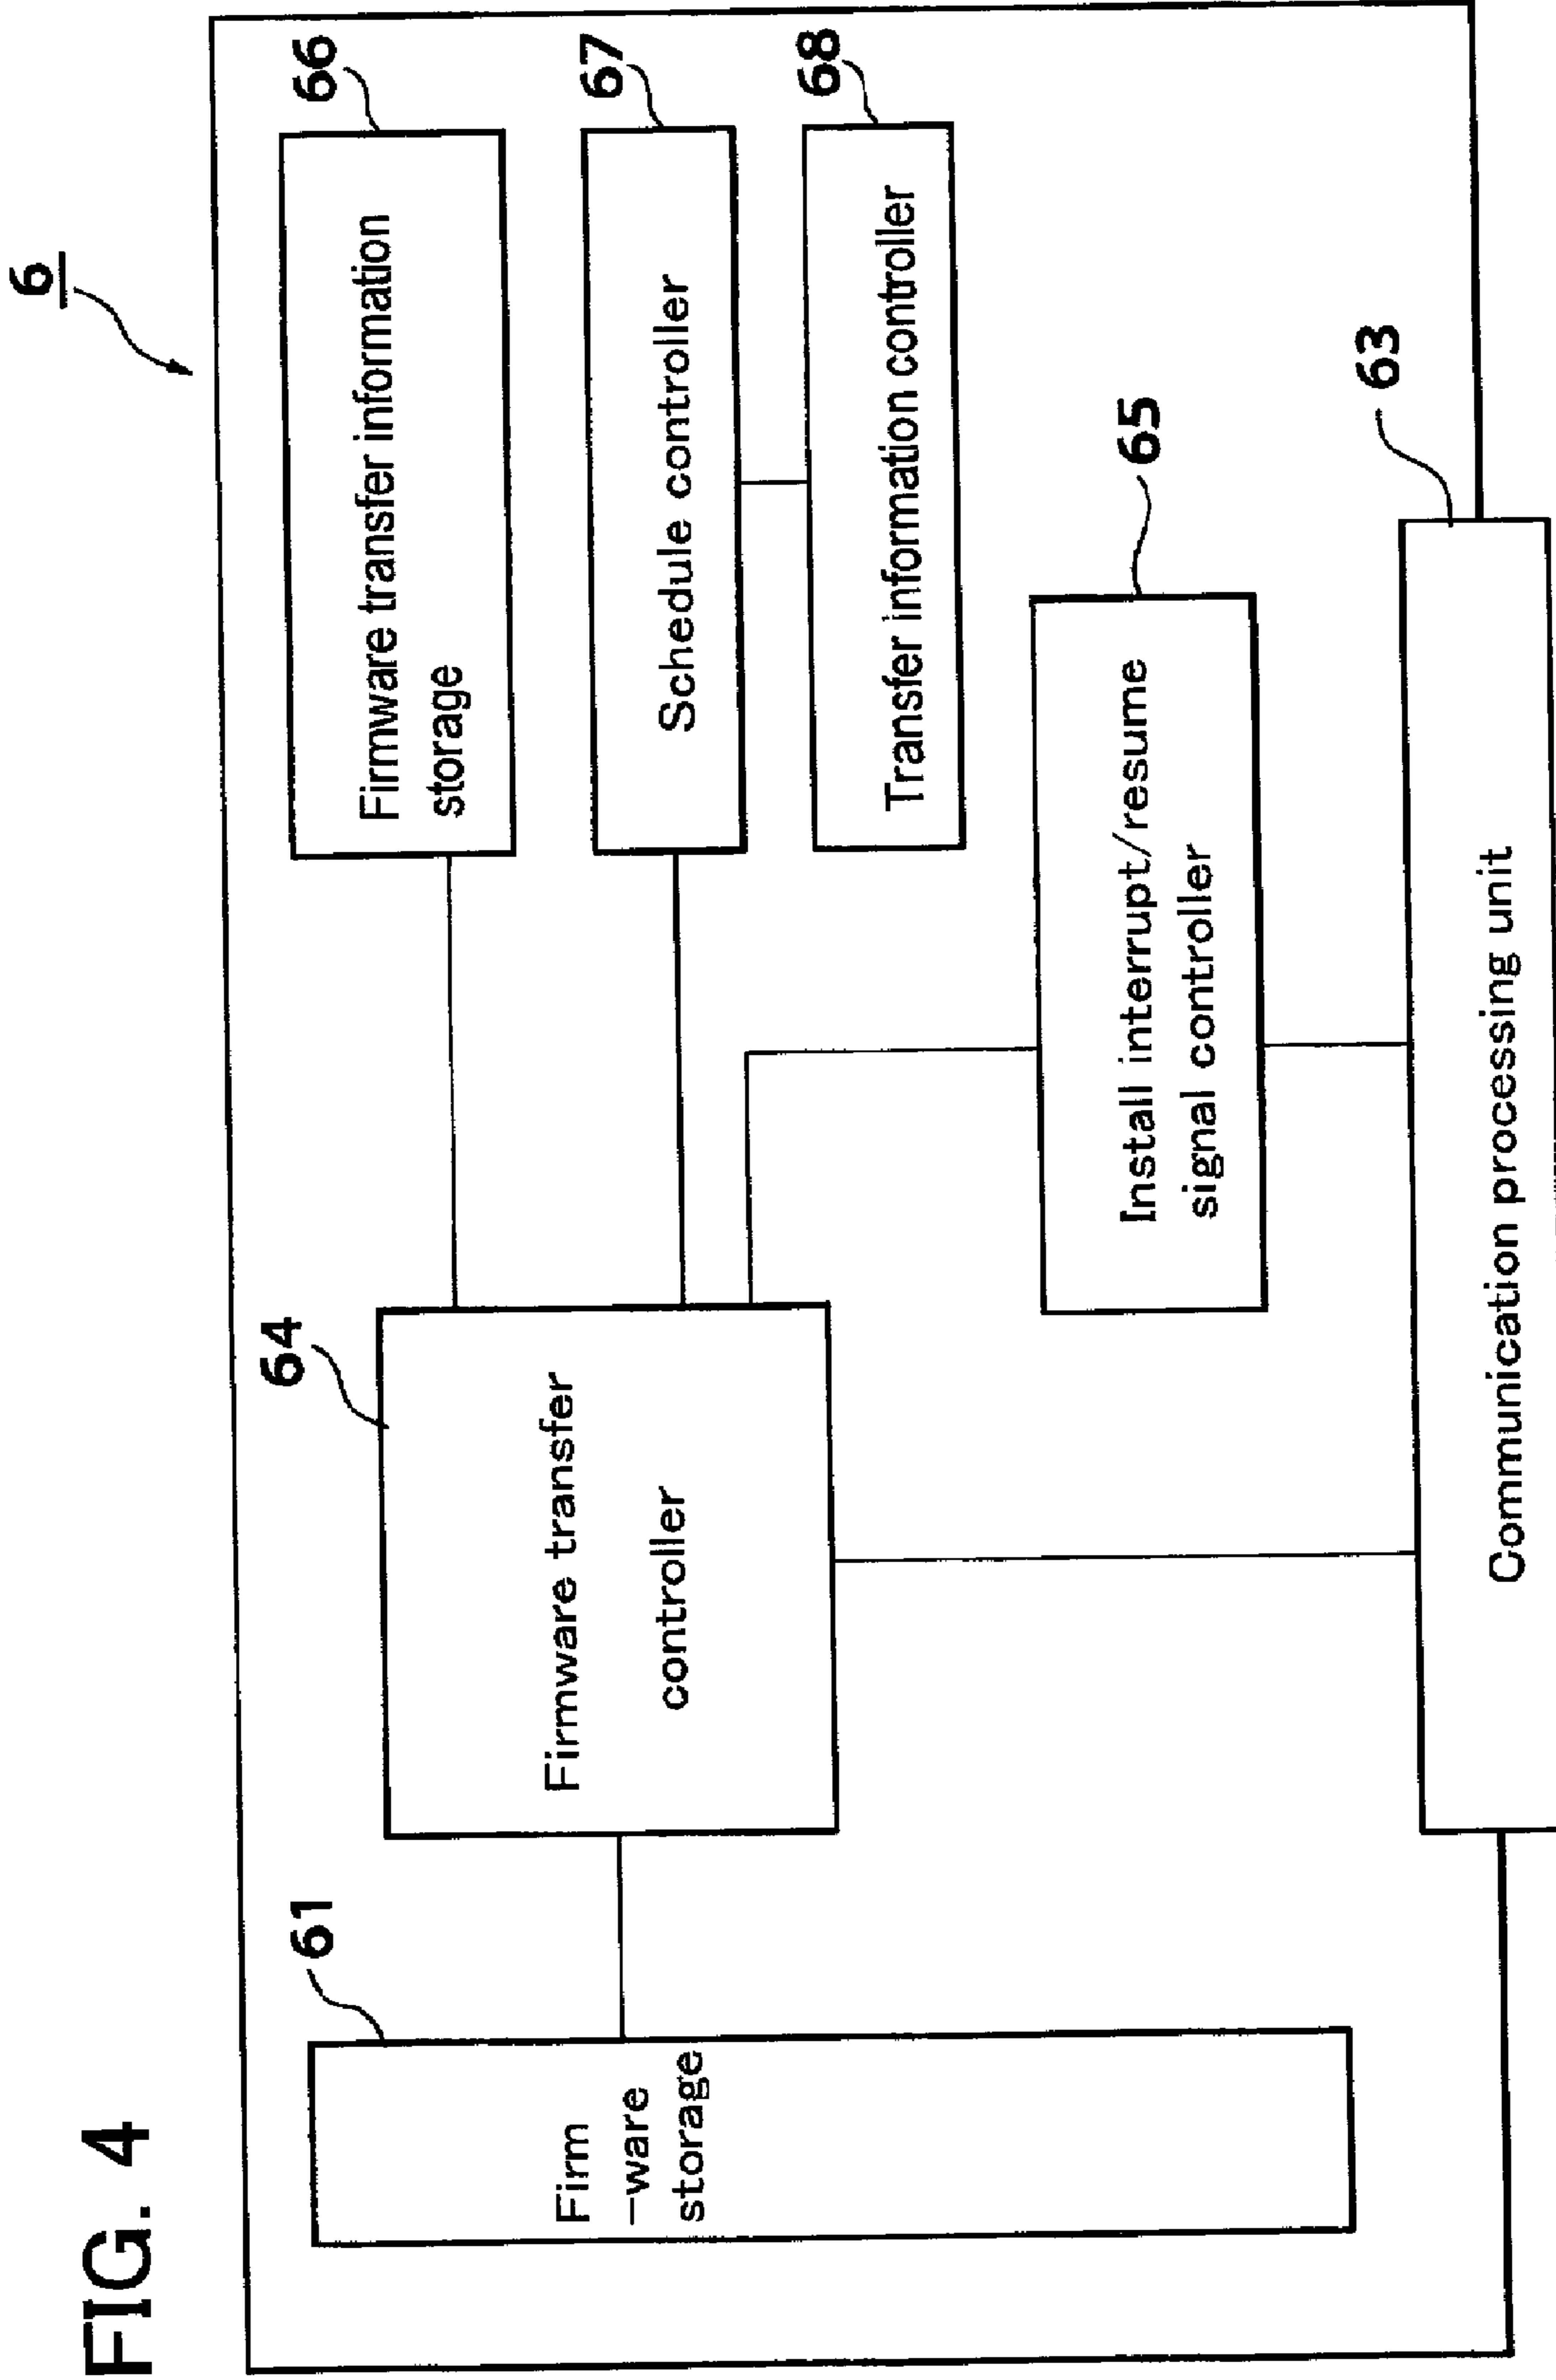 FIG. 4
6
61
Firm
-ware
storage
64
Firmware transfer
controller
66
Firmware transfer information
storage
67
Schedule controller
68
Transfer information controller
65
Install interrupt/resume
signal controller
63
Communication processing unit